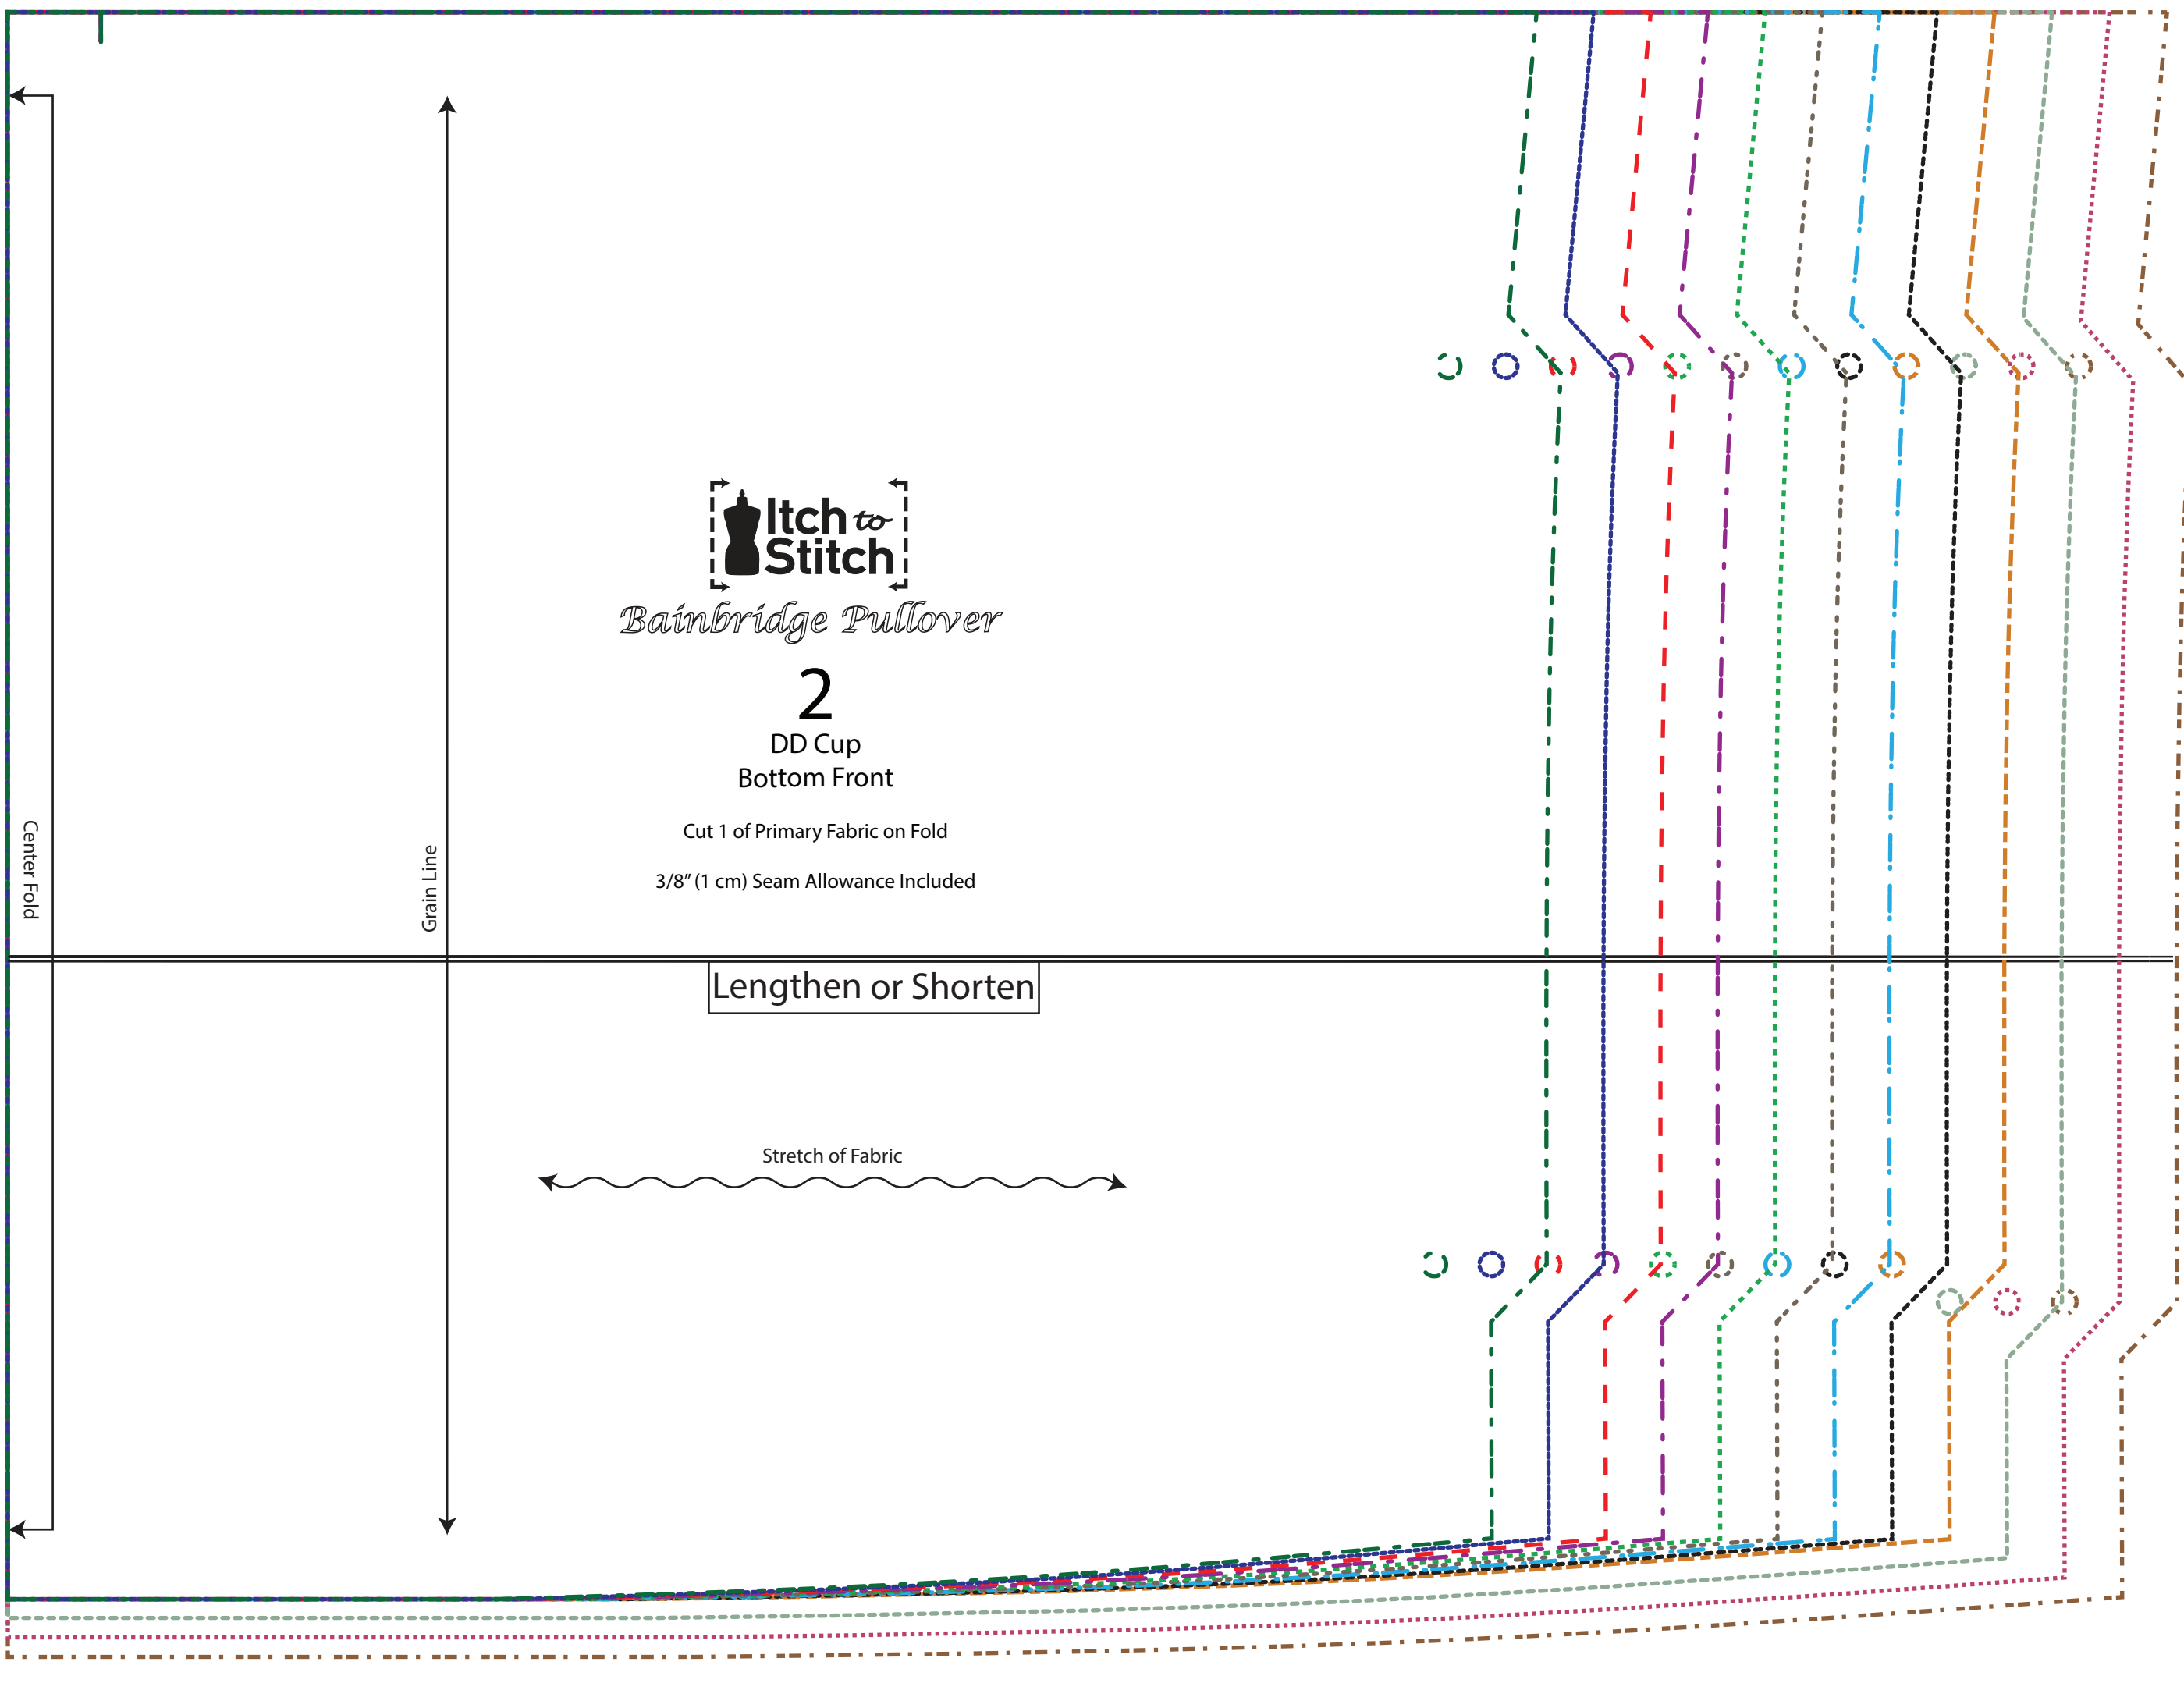 Itch to
Stitch
Bainbridge Pullover
2
DD Cup
Bottom Front
Cut 1 of Primary Fabric on Fold
3/8” (1 cm) Seam Allowance Included
Center Fold
Grain Line
Lengthen or Shorten
Stretch of Fabric